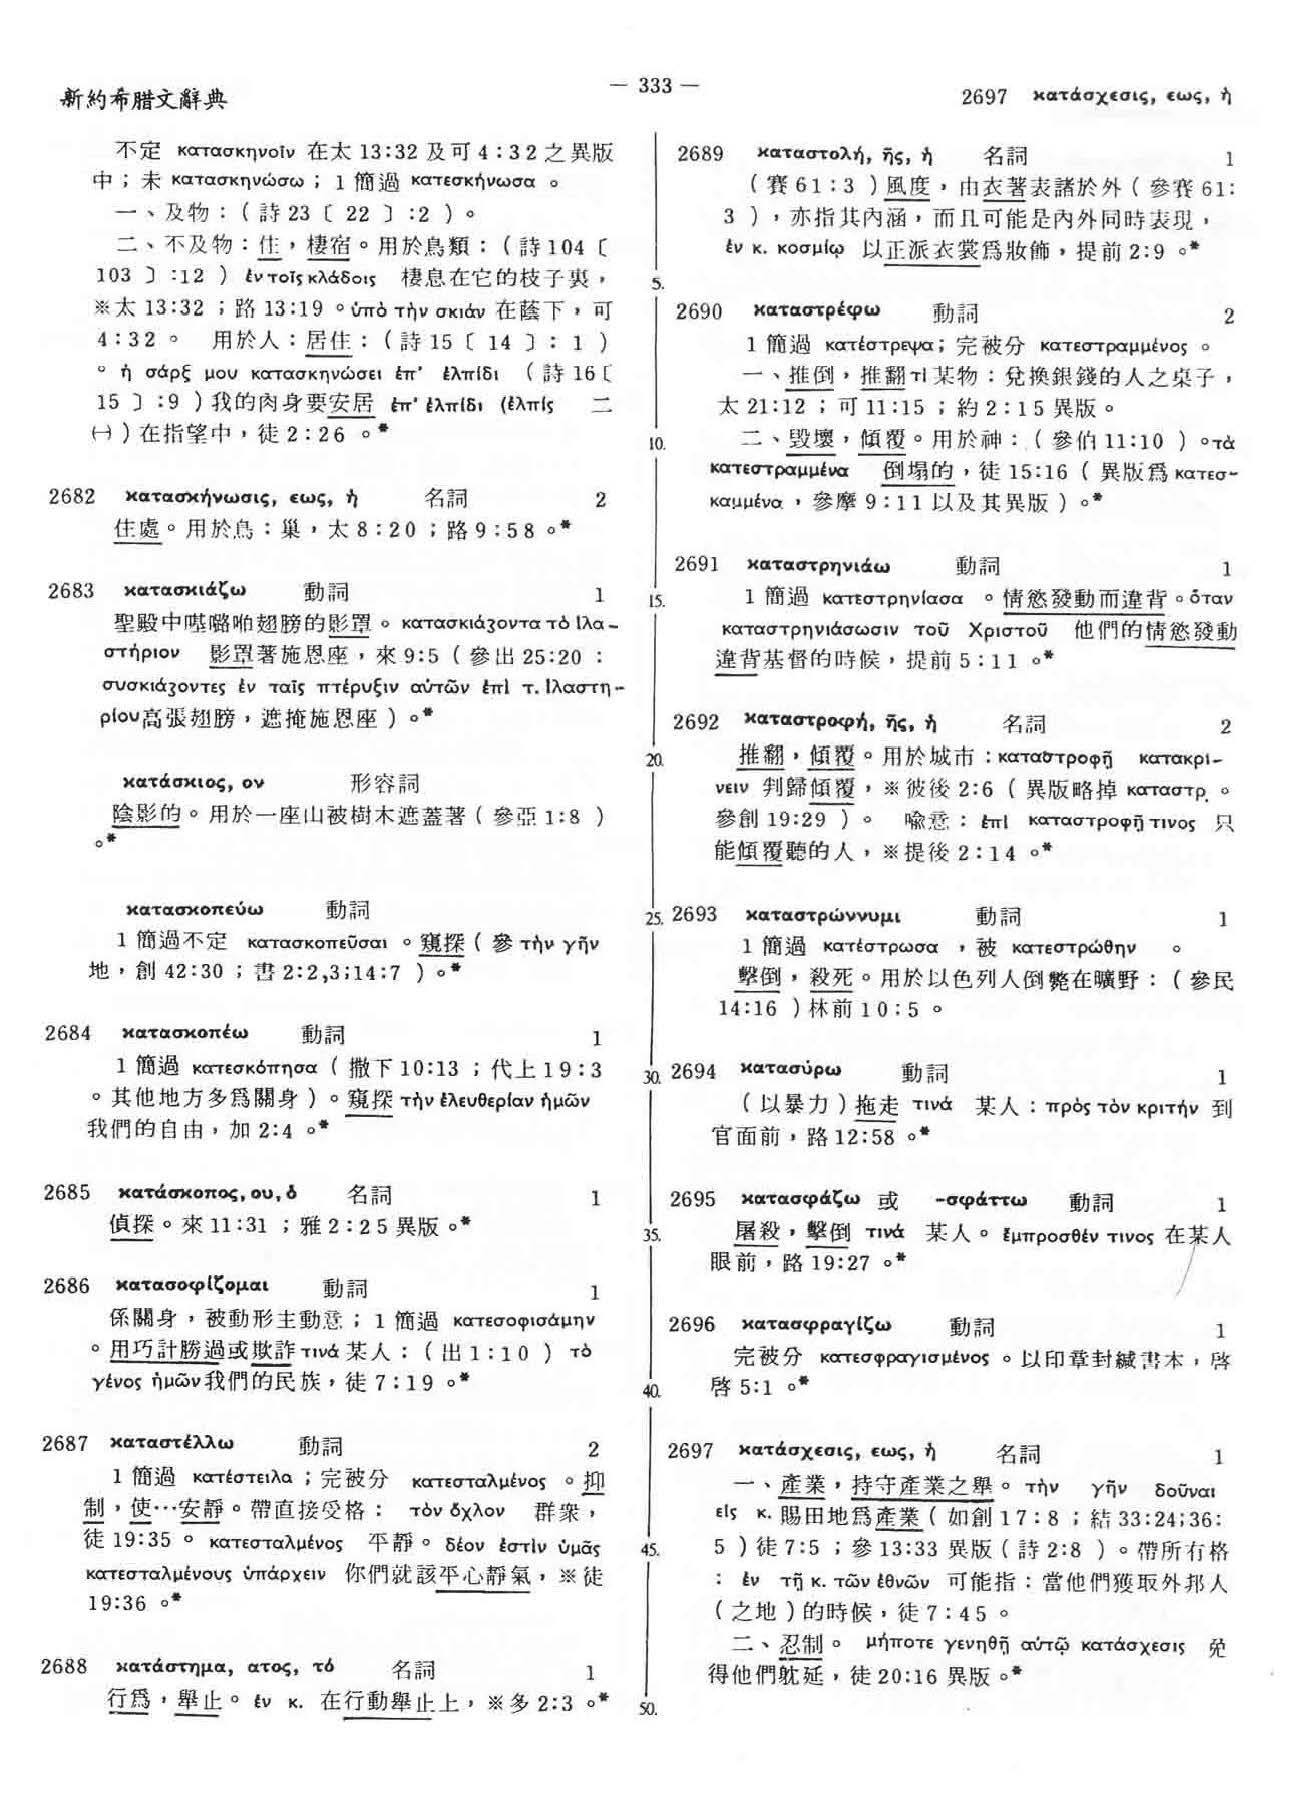 新約希腊文辭典
— 333 —
2697 κατάσχεσις, εως, ἡ
不定 κατασκηνοῖν 在太 13:32 及可 4:32 之異版
中；未 κατασκηνώσω；1 簡過 κατεσκήνωσα 。
一、及物：（詩 23〔 22 〕:2 ）。
二、不及物：住，棲宿。用於鳥類：（詩 104〔
103 〕:12 ）ἐν τοῖς κλάδοις 棲息在它的枝子裏，
※太 13:32；路 13:19 。ὑπὸ τὴν σκιάν 在蔭下，可
4:32 。 用於人：居住：（詩 15〔 14 〕: 1 ）
。ἡ σάρξ μου κατασκηνώσει ἐπ' ἐλπίδι （詩 16〔
15 〕:9 ）我的肉身要安居 ἐπ' ἐλπίδι (ἐλπίς 二
㈠）在指望中，徒 2:26 。*
2682 κατασκήνωσις, εως, ἡ 名詞 2
住處。用於鳥：巢，太 8:20；路 9:58 。*
2683 κατασκιάζω 動詞 1
聖殿中𠼻嚕啪翅膀的影罩。κατασκιάζοντα τὸ ἱλα–
στήριον 影罩著施恩座，來 9:5（參出 25:20：
συσκιάζοντες ἐν ταῖς πτέρυξιν αὐτῶν ἐπὶ τ. ἱλαστη–
ρίου高張翅膀，遮掩施恩座）。*
κατάσκιος, ον 形容詞
陰影的。用於一座山被樹木遮蓋著（參亞 1:8 ）
。*
κατασκοπεύω 動詞
1 簡過不定 κατασκοπεῦσαι 。窺探（參 τὴν γῆν
地，創 42:30；書 2:2,3;14:7 ）。*
2684 κατασκοπέω 動詞 1
1 簡過 κατεσκόπησα（撒下 10:13；代上 19:3
。其他地方多爲關身）。窺探 τὴν ἐλευθερίαν ἡμῶν
我們的自由，加 2:4 。*
2685 κατάσκοπος, ου, ὁ 名詞 1
偵探。來 11:31；雅 2:25 異版。*
2686 κατασοφίζομαι 動詞 1
係關身，被動形主動意；1 簡過 κατεσοφισάμην
。用巧計勝過或欺詐 τινά 某人：（出 1:10 ）τὸ
γένος ἡμῶν我們的民族，徒 7:19 。*
2687 καταστέλλω 動詞 2
1 簡過 κατέστειλα；完被分 κατεσταλμένος 。抑
制，使…安靜。帶直接受格： τὸν ὄχλον 群衆，
徒 19:35 。κατεσταλμένος 平靜。δέον ἐστὶν ὑμᾶς
κατεσταλμένους ὑπάρχειν 你們就該平心靜氣，※徒
19:36 。*
2688 κατάστημα, ατος, τό 名詞 1
行爲，舉止。ἐν κ. 在行動舉止上，※多 2:3 。*
5.
10.
15.
20.
25.
30.
35.
40.
45.
50.
2689 καταστολή, ῆς, ἡ 名詞 1
（賽 61:3 ）風度，由衣著表諸於外（參賽 61:
3 ），亦指其內涵，而且可能是內外同時表現，
ἐν κ. κοσμίῳ 以正派衣裳爲妝飾，提前 2:9 。*
2690 καταστρέφω 動詞 2
1 簡過 κατέστρεψα；完被分 κατεστραμμένος 。
一、推倒，推翻 τὶ 某物：兌換銀錢的人之桌子，
太 21:12；可 11:15；約 2:15 異版。
二、毀壞，傾覆。用於神：（參伯 11:10 ）。τὰ
κατεστραμμένα 倒塌的，徒 15:16（異版爲 κατεσ–
καμμένα，參摩 9:11 以及其異版）。*
2691 καταστρηνιάω 動詞 1
1 簡過 κατεστρηνίασα 。情慾發動而違背。ὅταν
καταστρηνιάσωσιν τοῦ Χριστοῦ 他們的情慾發動
違背基督的時候，提前 5:11 。*
2692 καταστροφή, ῆς, ἡ 名詞 2
推翻，傾覆。用於城市：καταστροφῇ κατακρί–
νειν 判歸傾覆，※彼後 2:6（異版略掉 καταστρ. 。
參創 19:29 ）。 喻意：ἐπὶ καταστροφῇ τινος 只
能傾覆聽的人，※提後 2:14 。*
2693 καταστρώννυμι 動詞 1
1 簡過 κατέστρωσα ，被 κατεστρώθην 。
擊倒，殺死。用於以色列人倒斃在曠野：（參民
14:16 ）林前 10:5 。
2694 κατασύρω 動詞 1
（以暴力）拖走 τινά 某人：πρὸς τὸν κριτήν 到
官面前，路 12:58 。*
2695 κατασφάζω 或 -σφάττω 動詞 1
屠殺，擊倒 τινά 某人。ἔμπροσθέν τινος 在某人
眼前，路 19:27 。*
2696 κατασφραγίζω 動詞 1
完被分 κατεσφραγισμένος 。以印章封緘書本，啓
啓 5:1 。*
2697 κατάσχεσις, εως, ἡ 名詞 1
一、產業，持守產業之舉。τὴν γῆν δοῦναι
εἰς κ. 賜田地爲產業（如創 17:8；結 33:24;36:
5 ）徒 7:5；參 13:33 異版（詩 2:8 ）。帶所有格
：ἐν τῇ κ. τῶν ἐθνῶν 可能指：當他們獲取外邦人
（之地）的時候，徒 7:45 。
二、忍制。μήποτε γενηθῇ αὐτῷ κατάσχεσις 免
得他們躭延，徒 20:16 異版。*